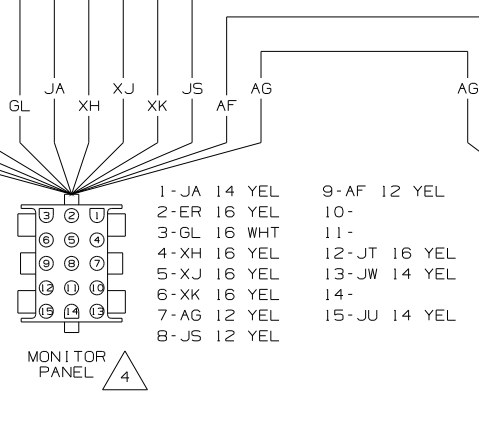 JA XJ JS AG AG
GL XH XK AF
3 2 1
6 5 4
9 8 7
12 11 10
15 14 13
MONITOR
PANEL
4
1-JA 14 YEL
2-ER 16 YEL
3-GL 16 WHT
4-XH 16 YEL
5-XJ 16 YEL
6-XK 16 YEL
7-AG 12 YEL
8-JS 12 YEL
9-AF 12 YEL
10-
11-
12-JT 16 YEL
13-JW 14 YEL
14-
15-JU 14 YEL